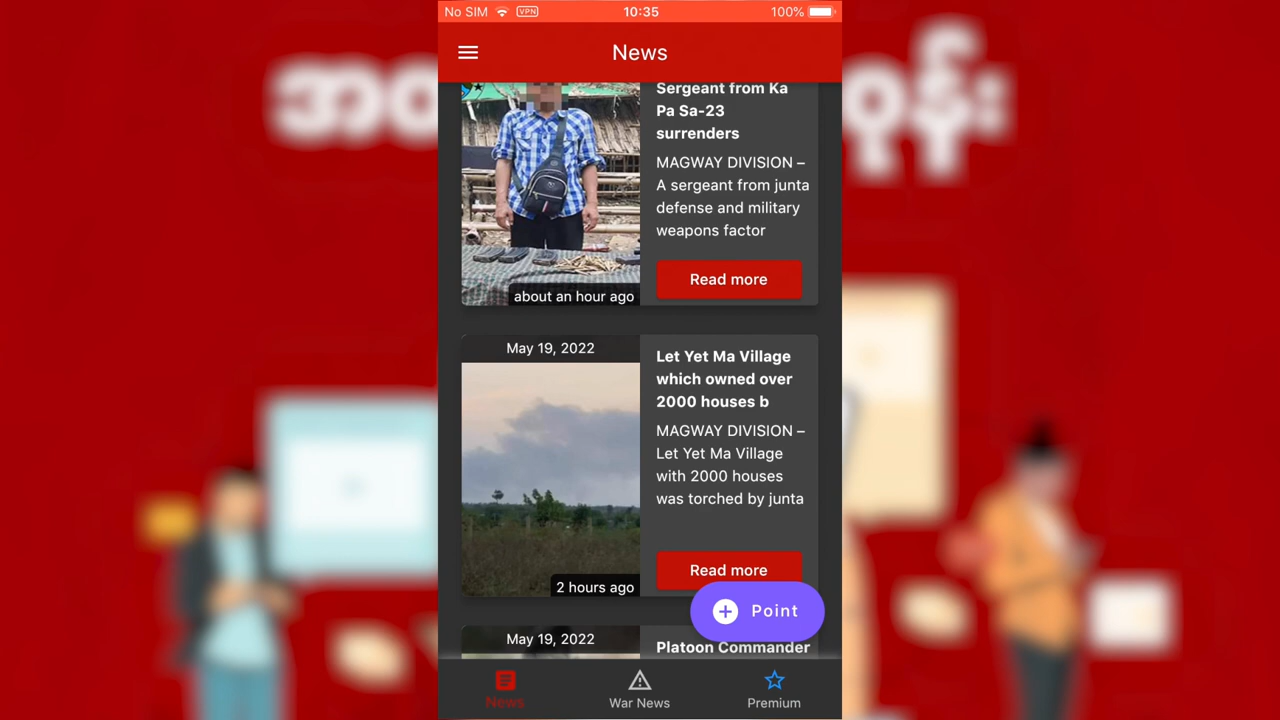 No SIM VPN 10:35 100%
News
Sergeant from Ka
Pa Sa-23
surrenders
MAGWAY DIVISION –
A sergeant from junta
defense and military
weapons factor
Read more
about an hour ago
May 19, 2022
Let Yet Ma Village
which owned over
2000 houses b
MAGWAY DIVISION –
Let Yet Ma Village
with 2000 houses
was torched by junta
Read more
2 hours ago
Point
May 19, 2022
Platoon Commander
News
War News
Premium